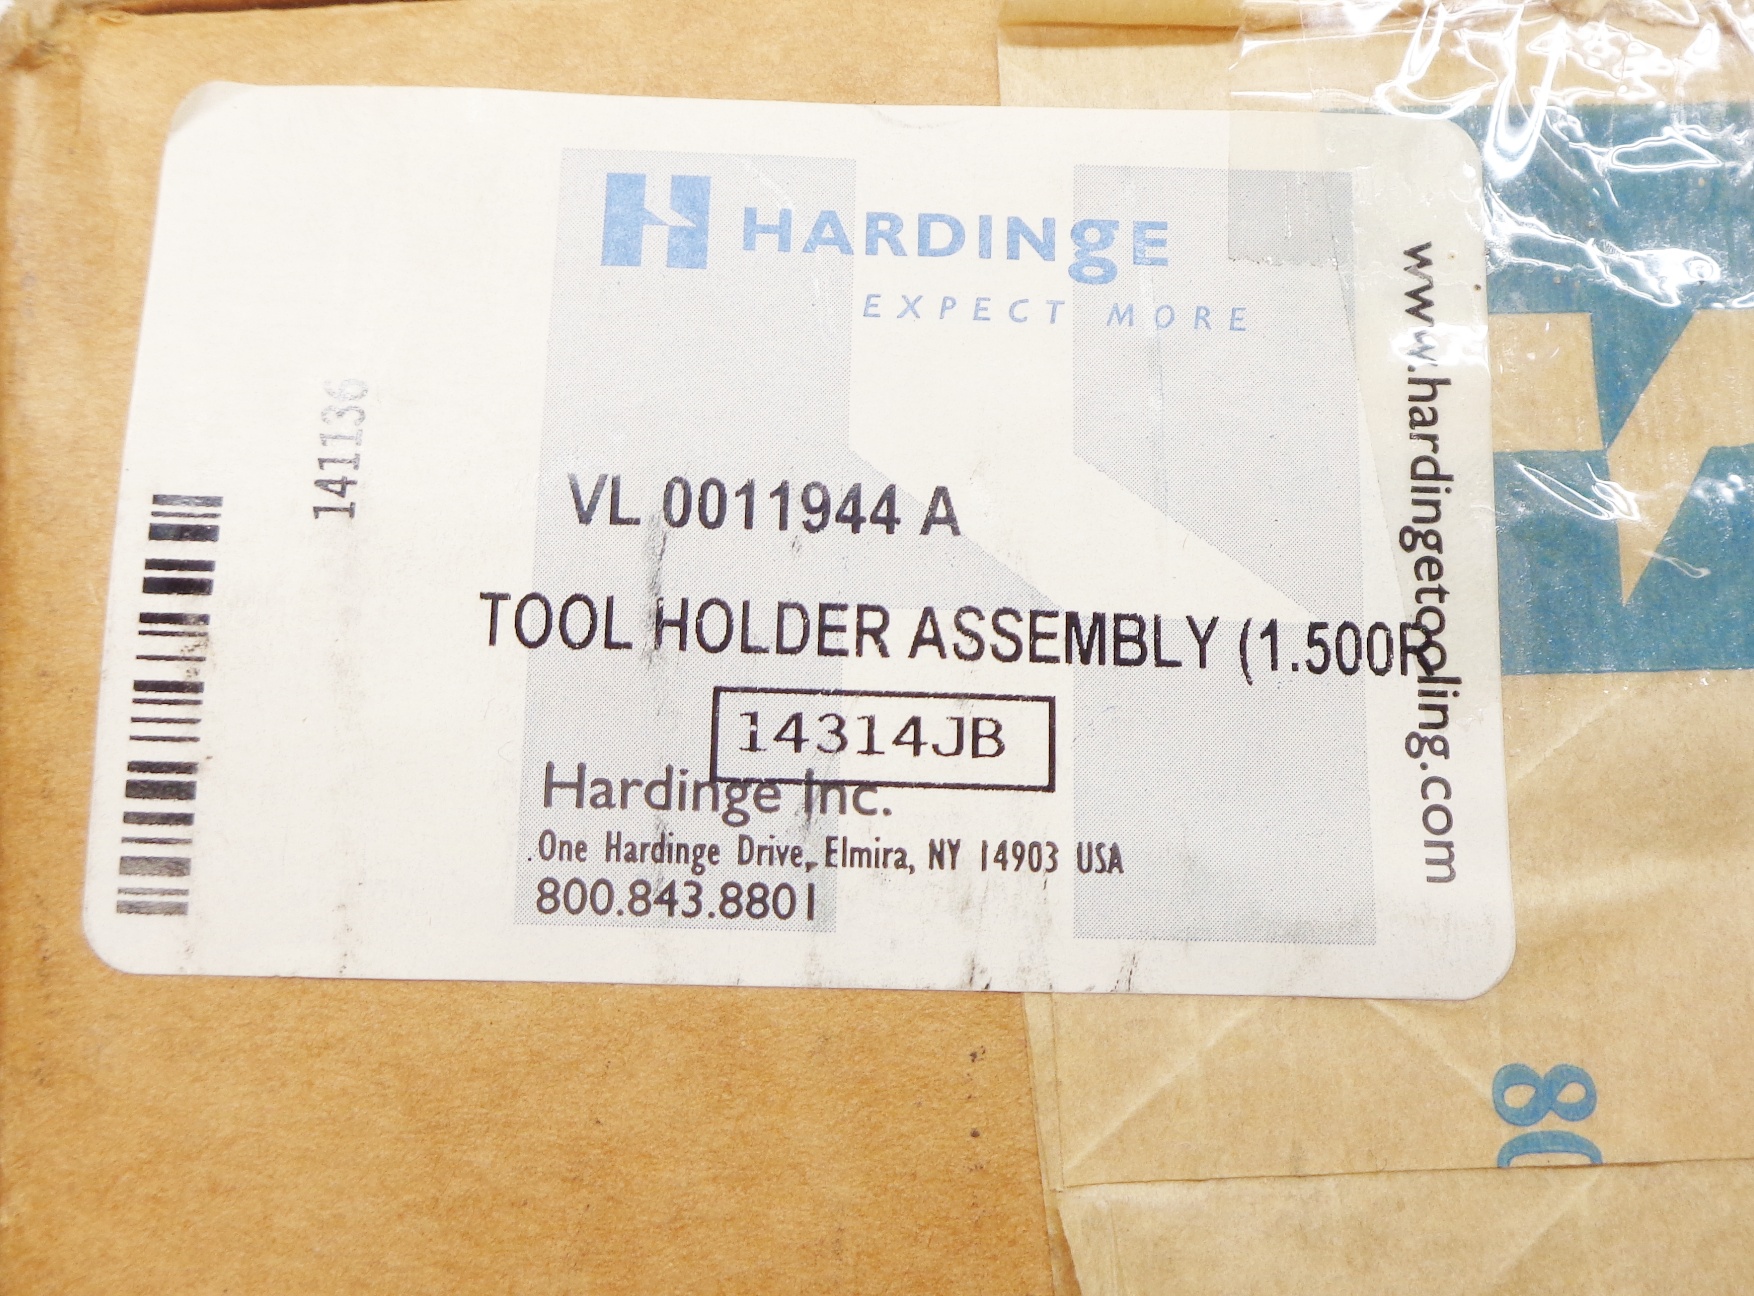 HARDINgE
EXPECT MORE
141136
VL 0011944 A
TOOL HOLDER ASSEMBLY (1.500R
14314JB
Hardinge Inc.
One Hardinge Drive, Elmira, NY 14903 USA
800.843.8801
www.hardingetooling.com
80